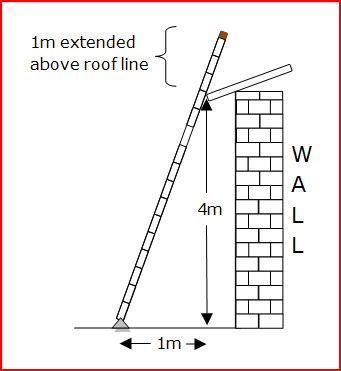 1m extended
above roof line
4m
W
A
L
L
1m